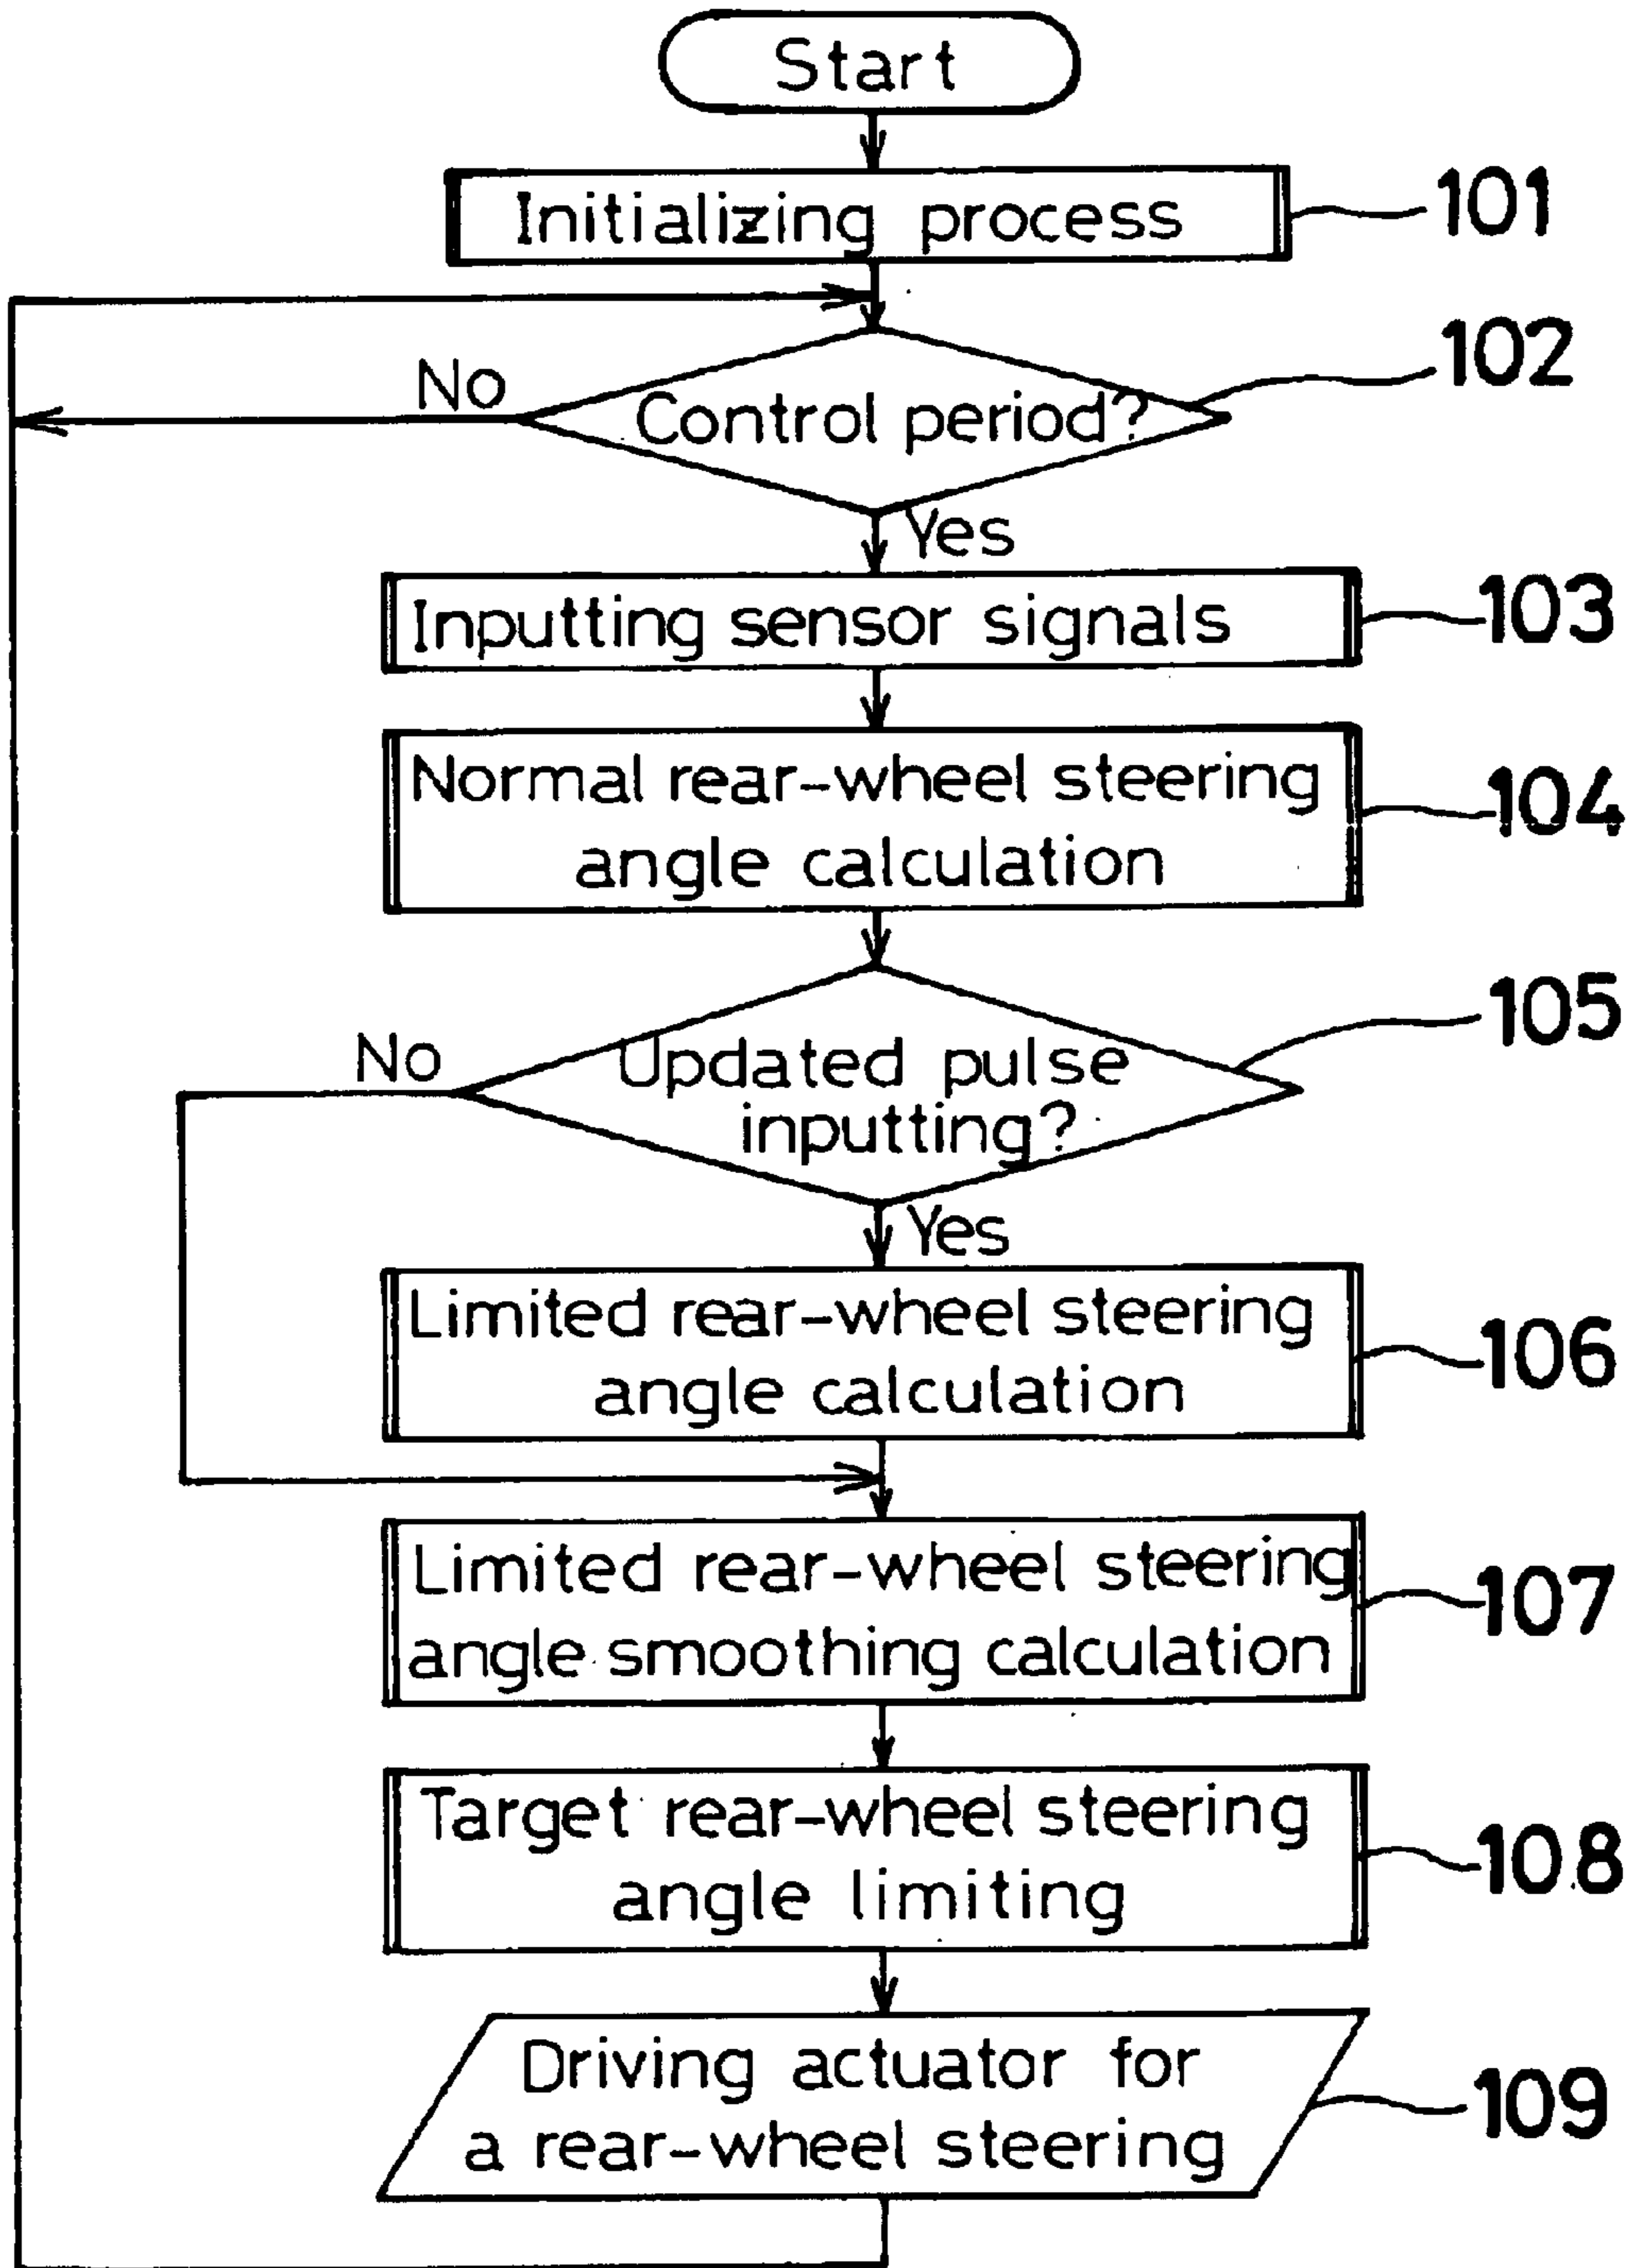 Start
Initializing process
101
102
No
Control period?
Yes
Inputting sensor signals
103
Normal rear-wheel steering
angle calculation
104
105
No
Updated pulse
inputting?
Yes
Limited rear-wheel steering
angle calculation
106
Limited rear-wheel steering
angle smoothing calculation
107
Target rear-wheel steering
angle limiting
108
Driving actuator for
a rear-wheel steering
109